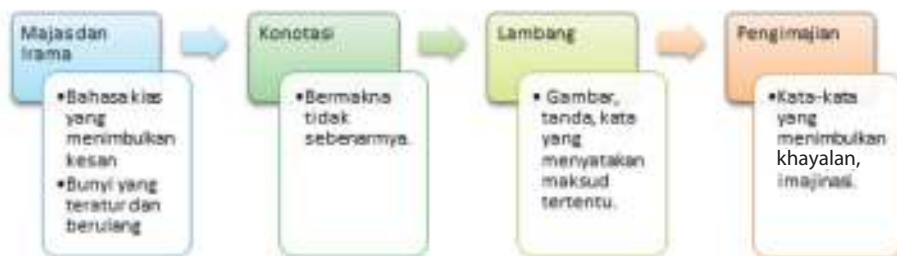 Majas dan
Irama
•Bahasa kias
yang
menimbulkan
kesan
•Bunyi yang
teratur dan
berulang
Konotasi
•Bermakna
tidak
sebenarmya.
Lambang
• Gambar,
tanda, kata
yang
menyatakan
maksud
tertentu.
Pengimajian
•Kata-kata
yang
menimbulkan
khayalan,
imajinasi.